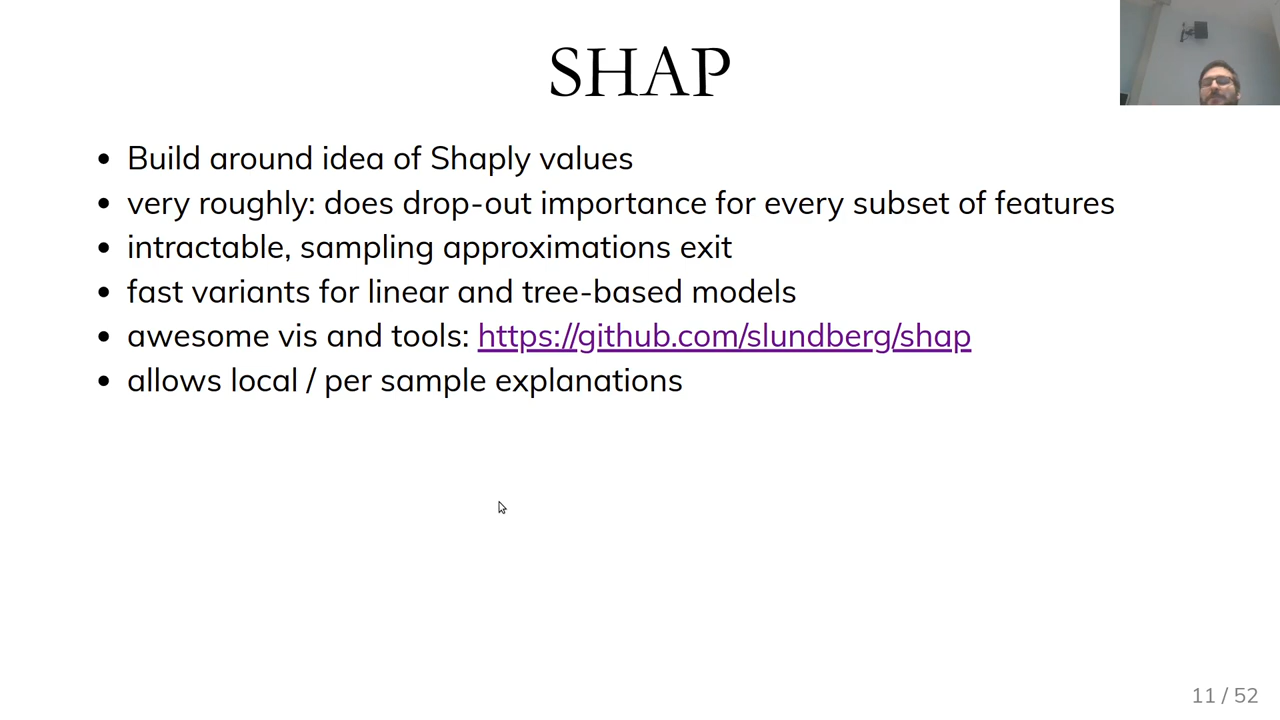 SHAP
• Build around idea of Shaply values
• very roughly: does drop-out importance for every subset of features
• intractable, sampling approximations exit
• fast variants for linear and tree-based models
• awesome vis and tools: https://github.com/slundberg/shap
• allows local / per sample explanations
11 / 52